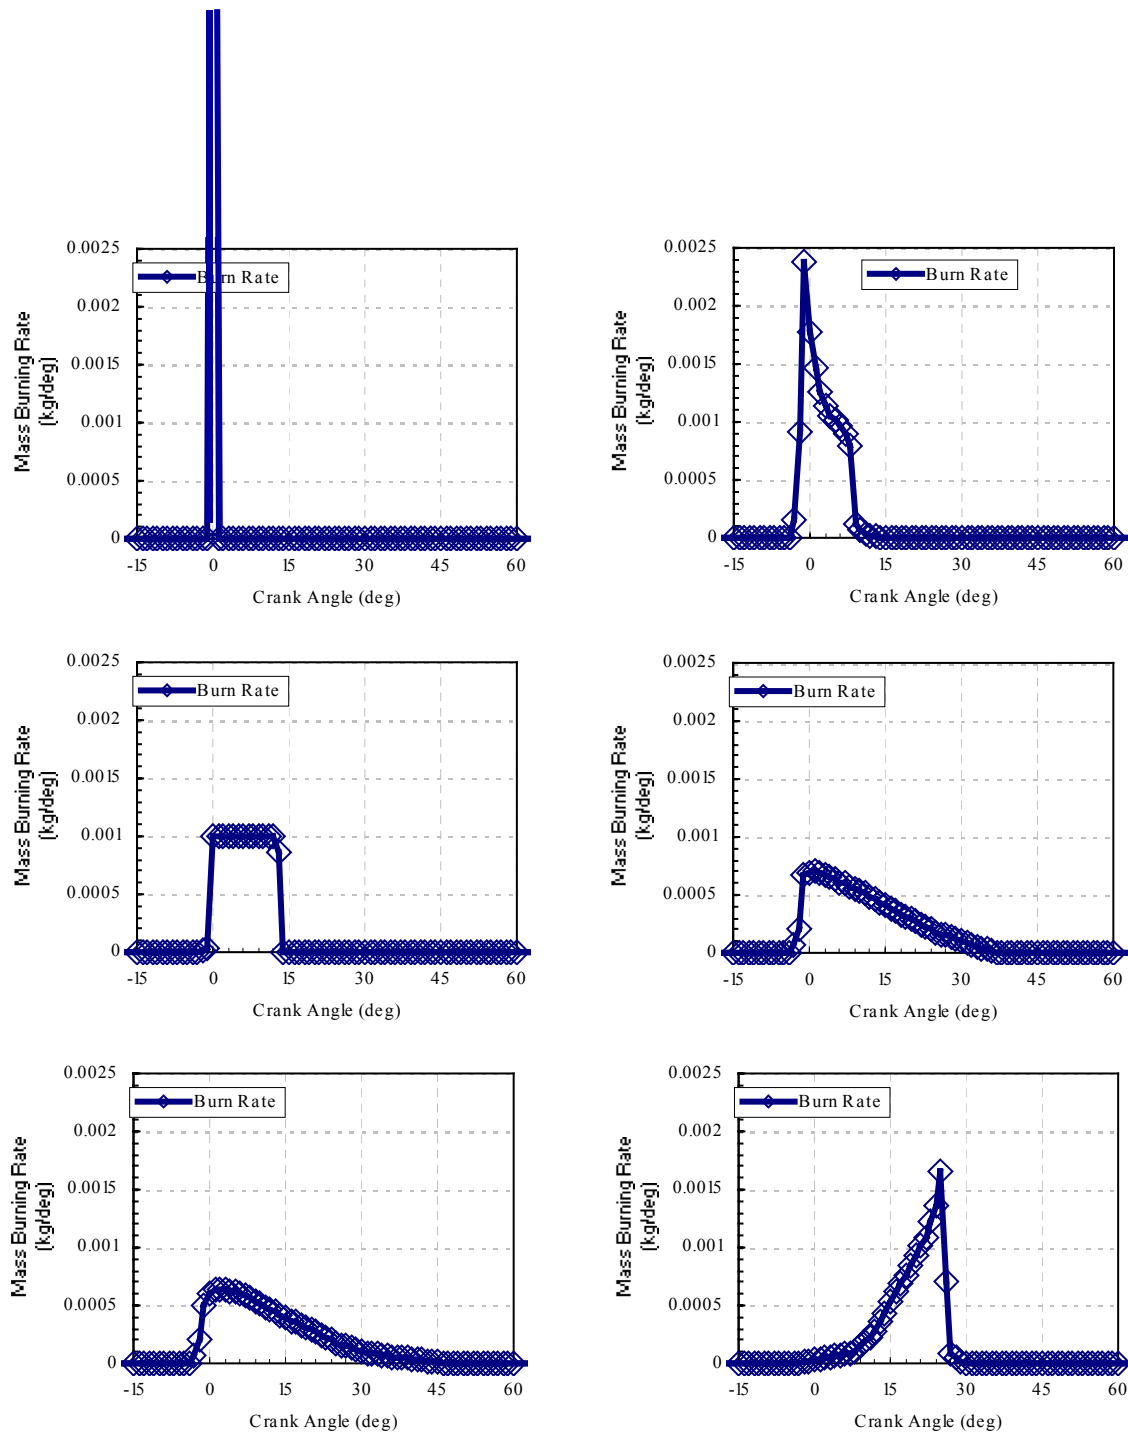 0.0025
0.002
0.0015
0.001
0.0005
0
Mass Burning Rate
(kg/deg)
Burn Rate
-15 0 15 30 45 60
Crank Angle (deg)
0.0025
0.002
0.0015
0.001
0.0005
0
Mass Burning Rate
(kg/deg)
Burn Rate
-15 0 15 30 45 60
Crank Angle (deg)
0.0025
0.002
0.0015
0.001
0.0005
0
Mass Burning Rate
(kg/deg)
Burn Rate
-15 0 15 30 45 60
Crank Angle (deg)
0.0025
0.002
0.0015
0.001
0.0005
0
Mass Burning Rate
(kg/deg)
Burn Rate
-15 0 15 30 45 60
Crank Angle (deg)
0.0025
0.002
0.0015
0.001
0.0005
0
Mass Burning Rate
(kg/deg)
Burn Rate
-15 0 15 30 45 60
Crank Angle (deg)
0.0025
0.002
0.0015
0.001
0.0005
0
Mass Burning Rate
(kg/deg)
Burn Rate
-15 0 15 30 45 60
Crank Angle (deg)